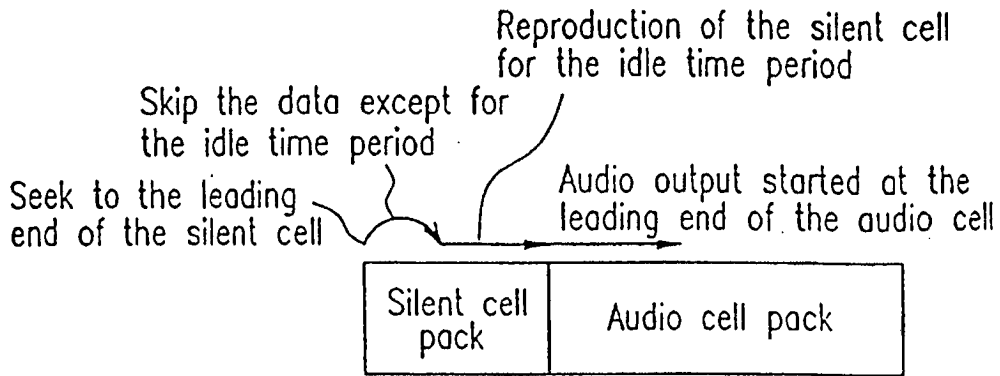 Reproduction of the silent cell
for the idle time period
Skip the data except for
the idle time period
Seek to the leading
end of the silent cell
Audio output started at the
leading end of the audio cell
Silent cell
pack
Audio cell pack